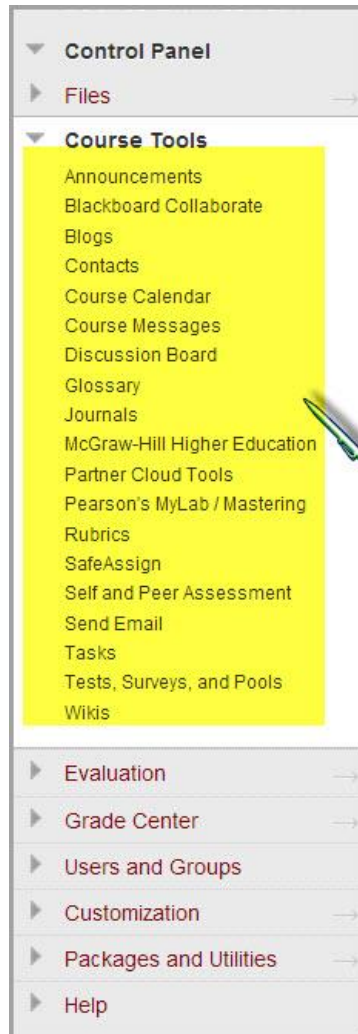 Control Panel
Files
Course Tools
Announcements
Blackboard Collaborate
Blogs
Contacts
Course Calendar
Course Messages
Discussion Board
Glossary
Journals
McGraw-Hill Higher Education
Partner Cloud Tools
Pearson's MyLab / Mastering
Rubrics
SafeAssign
Self and Peer Assessment
Send Email
Tasks
Tests, Surveys, and Pools
Wikis
Evaluation
Grade Center
Users and Groups
Customization
Packages and Utilities
Help